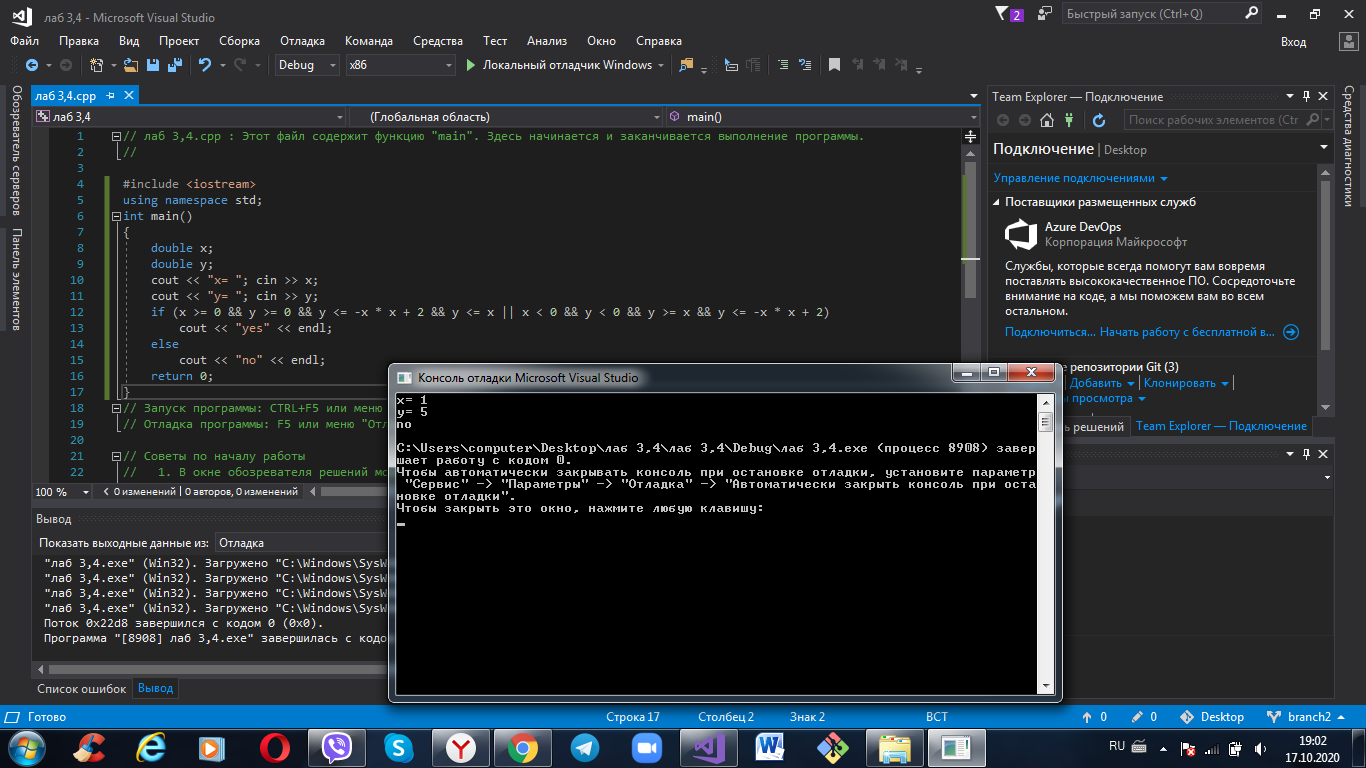 лаб 3,4 - Microsoft Visual Studio
2
Быстрый запуск (Ctrl+Q)
Файл Правка Вид Проект Сборка Отладка Команда Средства Тест Анализ Окно Справка
Вход
Debug x86 Локальный отладчик Windows
Обозреватель серверов
Панель элементов
лаб 3,4.cpp
лаб 3,4 (Глобальная область) main()
1 // лаб 3,4.cpp : Этот файл содержит функцию "main". Здесь начинается и заканчивается выполнение программы.
2 //
3
4 #include <iostream>
5 using namespace std;
6 int main()
7 {
8 double x;
9 double y;
10 cout << "x= "; cin >> x;
11 cout << "y= "; cin >> y;
12 if (x >= 0 && y >= 0 && y <= -x * x + 2 && y <= x || x < 0 && y < 0 && y >= x && y <= -x * x + 2)
13 cout << "yes" << endl;
14 else
15 cout << "no" << endl;
16 return 0;
17 }
18 // Запуск программы: CTRL+F5 или меню
19 // Отладка программы: F5 или меню "Отл
20
21 // Советы по началу работы
22 // 1. В окне обозревателя решений мо
100 % 0 изменений | 0 авторов, 0 изменений
Вывод
Показать выходные данные из: Отладка
"лаб 3,4.exe" (Win32). Загружено "C:\Windows\SysW
"лаб 3,4.exe" (Win32). Загружено "C:\Windows\SysW
"лаб 3,4.exe" (Win32). Загружено "C:\Windows\SysW
"лаб 3,4.exe" (Win32). Загружено "C:\Windows\SysW
Поток 0x22d8 завершился с кодом 0 (0x0).
Программа "[8908] лаб 3,4.exe" завершилась с кодо
Список ошибок Вывод
Консоль отладки Microsoft Visual Studio
x= 1
y= 5
no
C:\Users\computer\Desktop\лаб 3,4\лаб 3,4\Debug\лаб 3,4.exe (процесс 8908) завер
шает работу с кодом 0.
Чтобы автоматически закрывать консоль при остановке отладки, установите параметр
"Сервис" -> "Параметры" -> "Отладка" -> "Автоматически закрыть консоль при оста
новке отладки".
Чтобы закрыть это окно, нажмите любую клавишу:
Team Explorer — Подключение
Поиск рабочих элементов (Ctr
Подключение | Desktop
Управление подключениями
Поставщики размещенных служб
Azure DevOps
Корпорация Майкрософт
Службы, которые всегда помогут вам вовремя
поставлять высококачественное ПО. Сосредоточьте
внимание на коде, а мы поможем вам во всем
остальном.
Подключиться... Начать работу с бесплатной в...
е репозитории Git (3)
Добавить Клонировать
ы просмотра
ь решений Team Explorer — Подключение
Средства диагностики
Готово Строка 17 Столбец 2 Знак 2 ВСТ 0 0 Desktop branch2
RU
19:02
17.10.2020